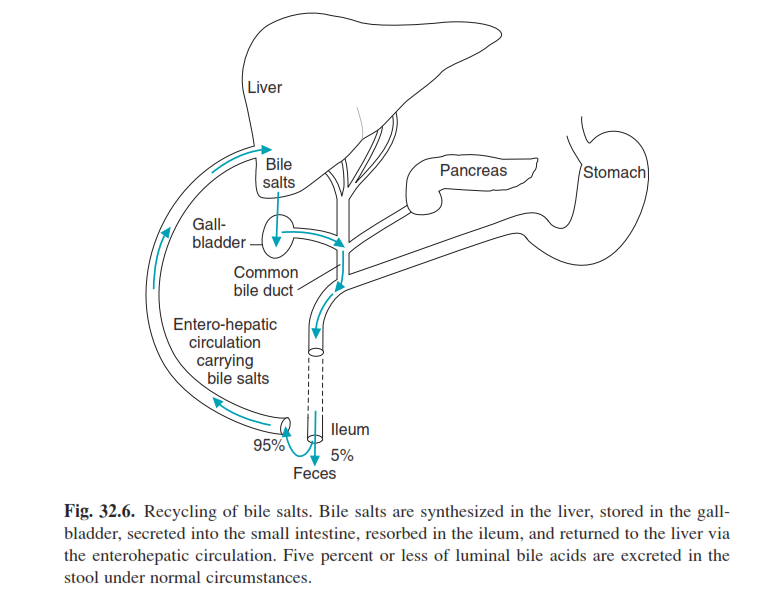 Liver
Bile
salts
Pancreas
Stomach
Gall-
bladder
Common
bile duct
Entero-hepatic
circulation
carrying
bile salts
Ileum
95%
5%
Feces
Fig. 32.6. Recycling of bile salts. Bile salts are synthesized in the liver, stored in the gall-
bladder, secreted into the small intestine, resorbed in the ileum, and returned to the liver via
the enterohepatic circulation. Five percent or less of luminal bile acids are excreted in the
stool under normal circumstances.